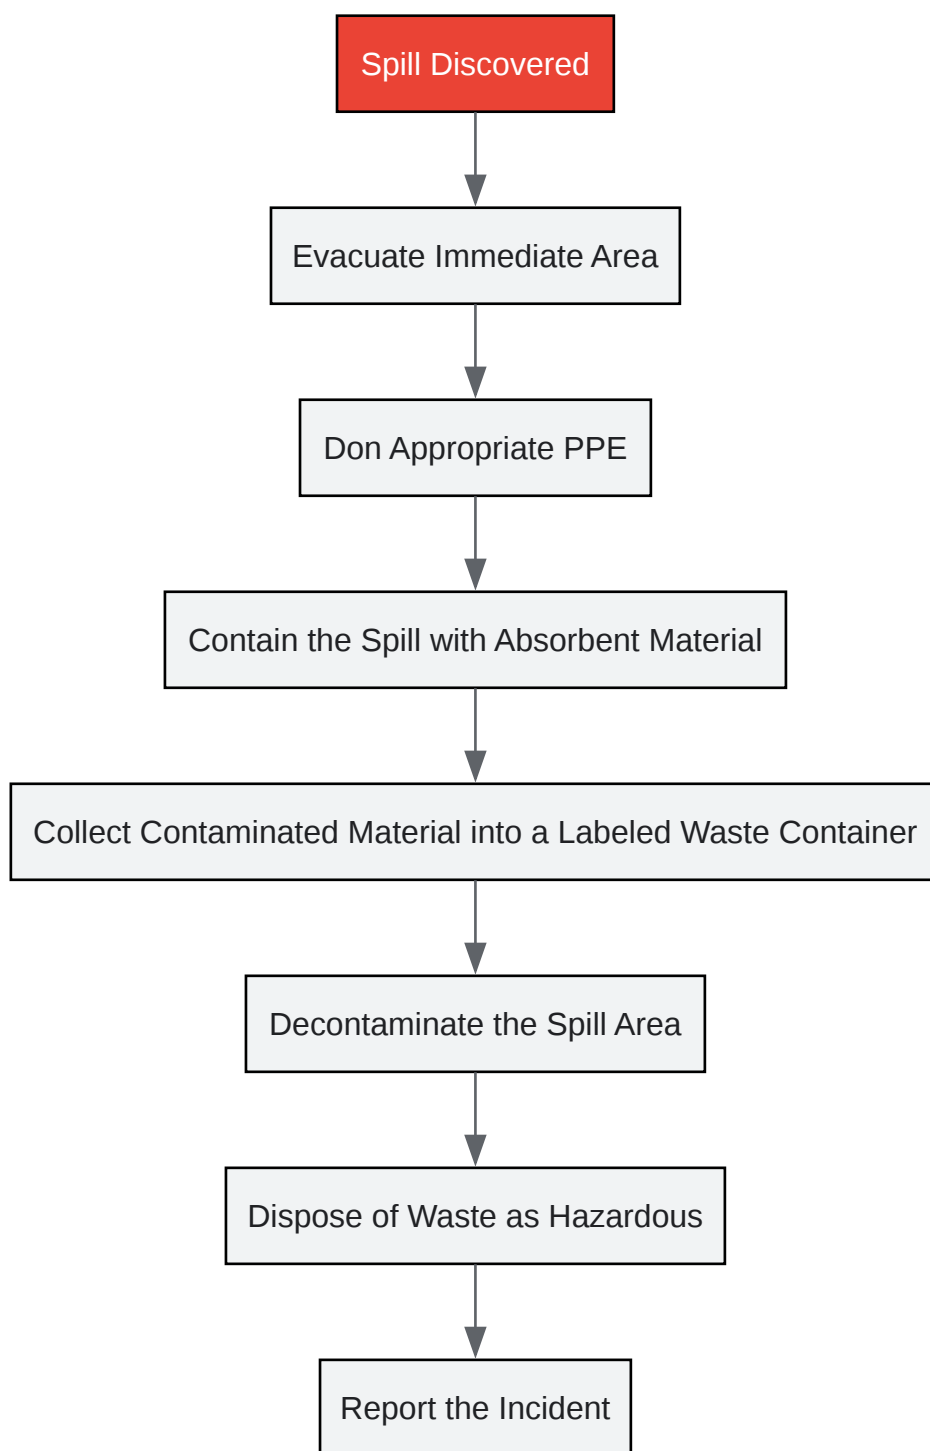 Spill Discovered
Evacuate Immediate Area
Don Appropriate PPE
Contain the Spill with Absorbent Material
Collect Contaminated Material into a Labeled Waste Container
Decontaminate the Spill Area
Dispose of Waste as Hazardous
Report the Incident